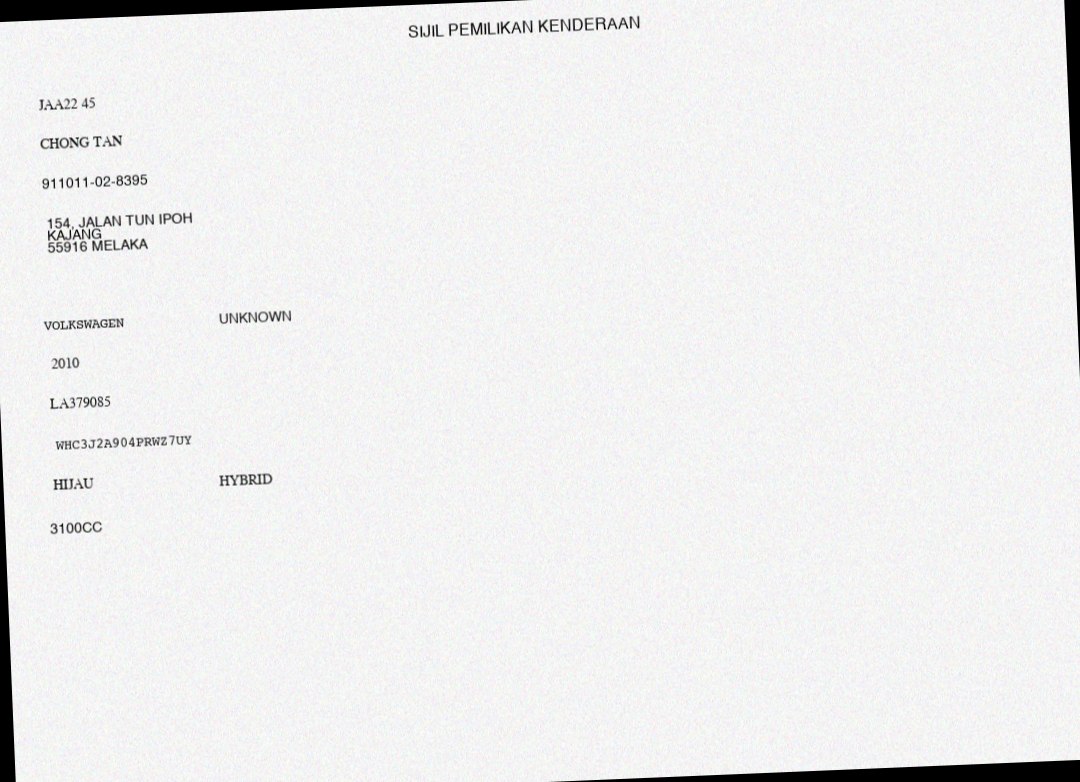 SIJIL PEMILIKAN KENDERAAN
JAA22 45
CHONG TAN
911011-02-8395
154, JALAN TUN IPOH
KAJANG
55916 MELAKA
VOLKSWAGEN UNKNOWN
2010
LA379085
WHC3J2A904PRWZ7UY
HIJAU HYBRID
3100CC